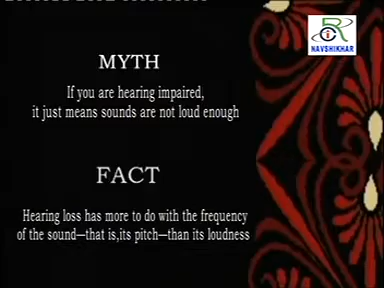 NAVSHIKHAR
MYTH
If you are hearing impaired,
it just means sounds are not loud enough
FACT
Hearing loss has more to do with the frequency
of the sound—that is,its pitch—than its loudness